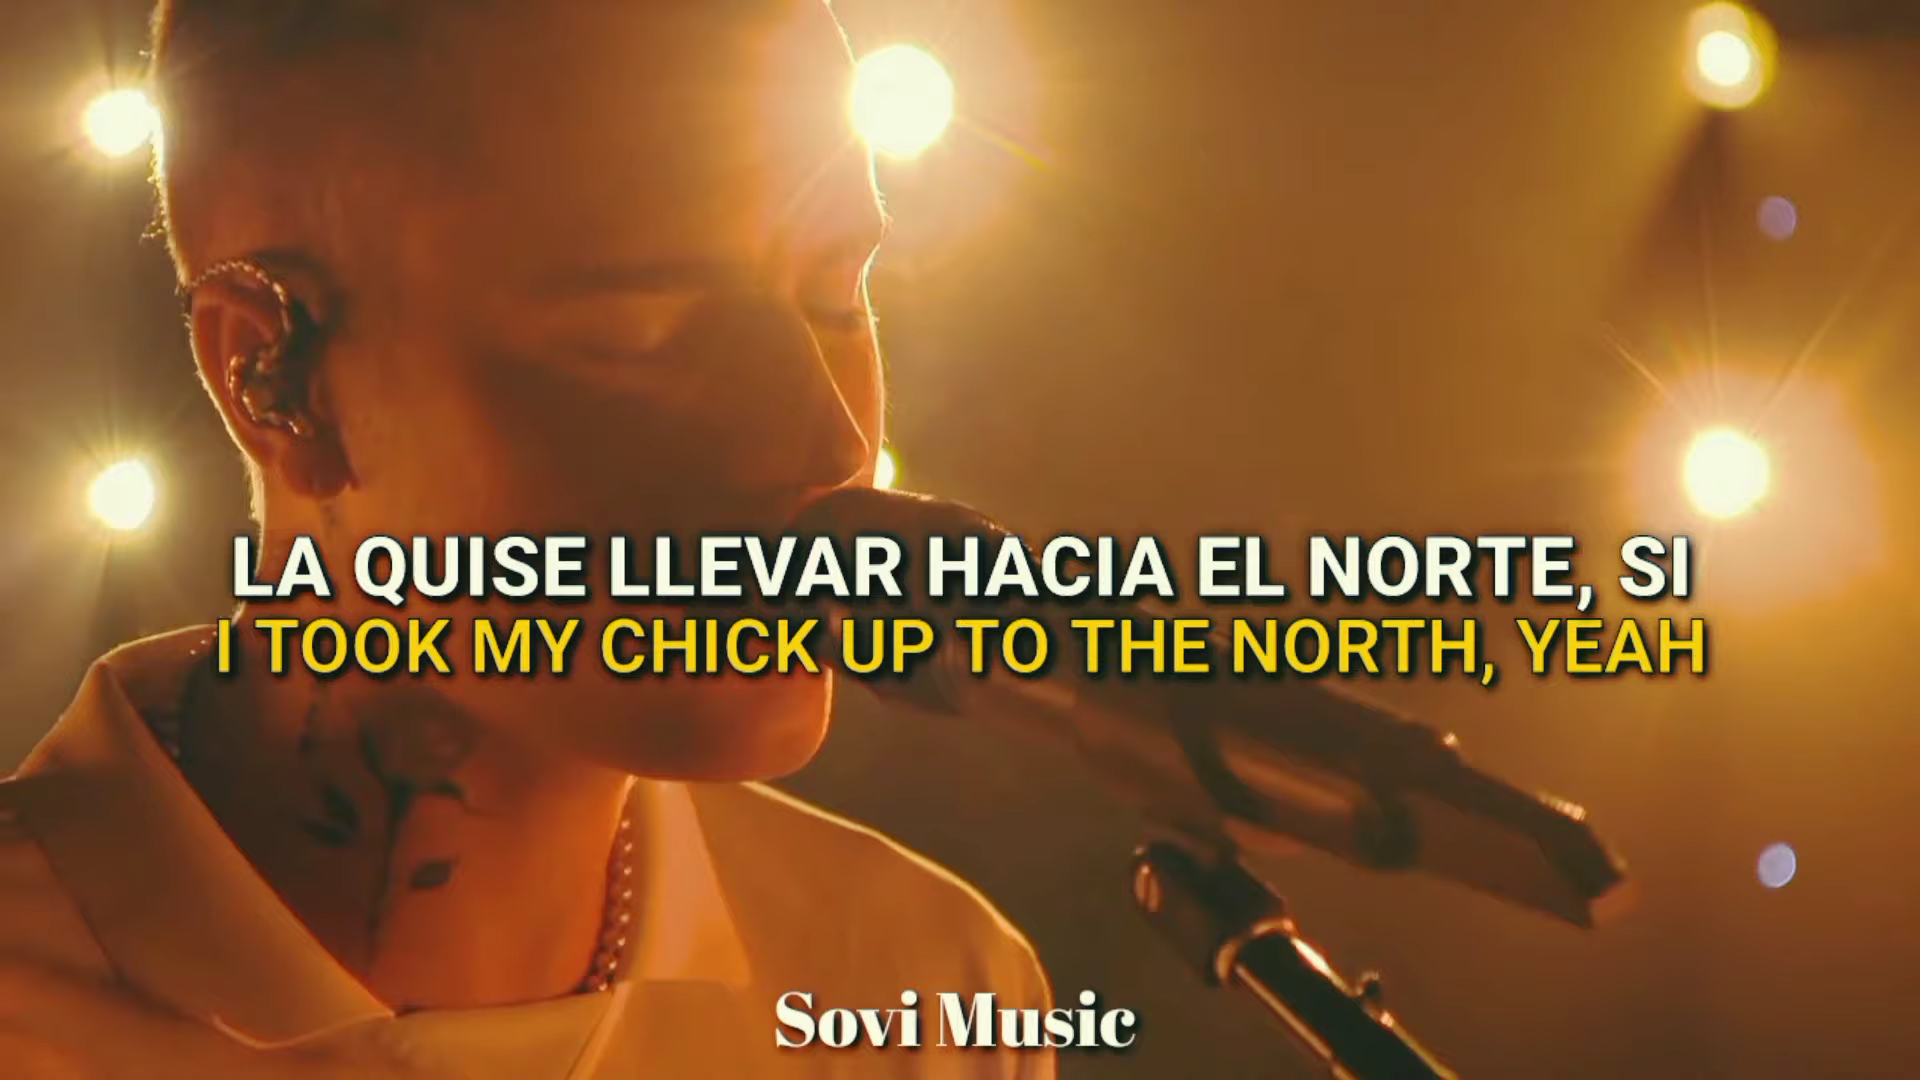 LA QUISE LLEVAR HACIA EL NORTE, SI
I TOOK MY CHICK UP TO THE NORTH, YEAH
Sovi Music